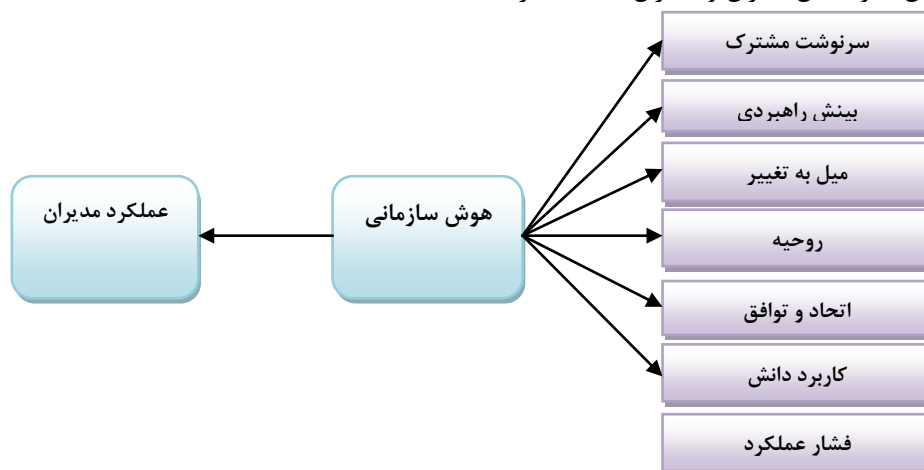 سرنوشت مشترک
بینش راهبردی
میل به تغییر
روحیه
اتحاد و توافق
کاربرد دانش
فشار عملکرد
هوش سازمانی
عملکرد مدیران